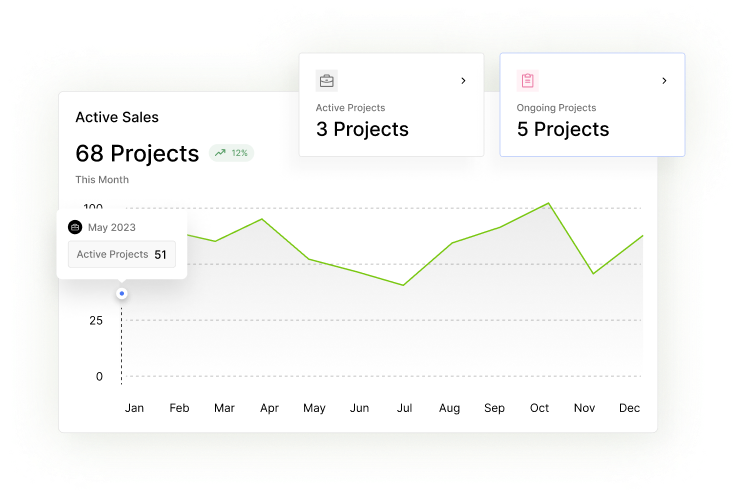 Active Projects
3 Projects
Ongoing Projects
5 Projects
Active Sales
68 Projects
12%
This Month
100
May 2023
Active Projects 51
25
0
Jan Feb Mar Apr May Jun Jul Aug Sep Oct Nov Dec